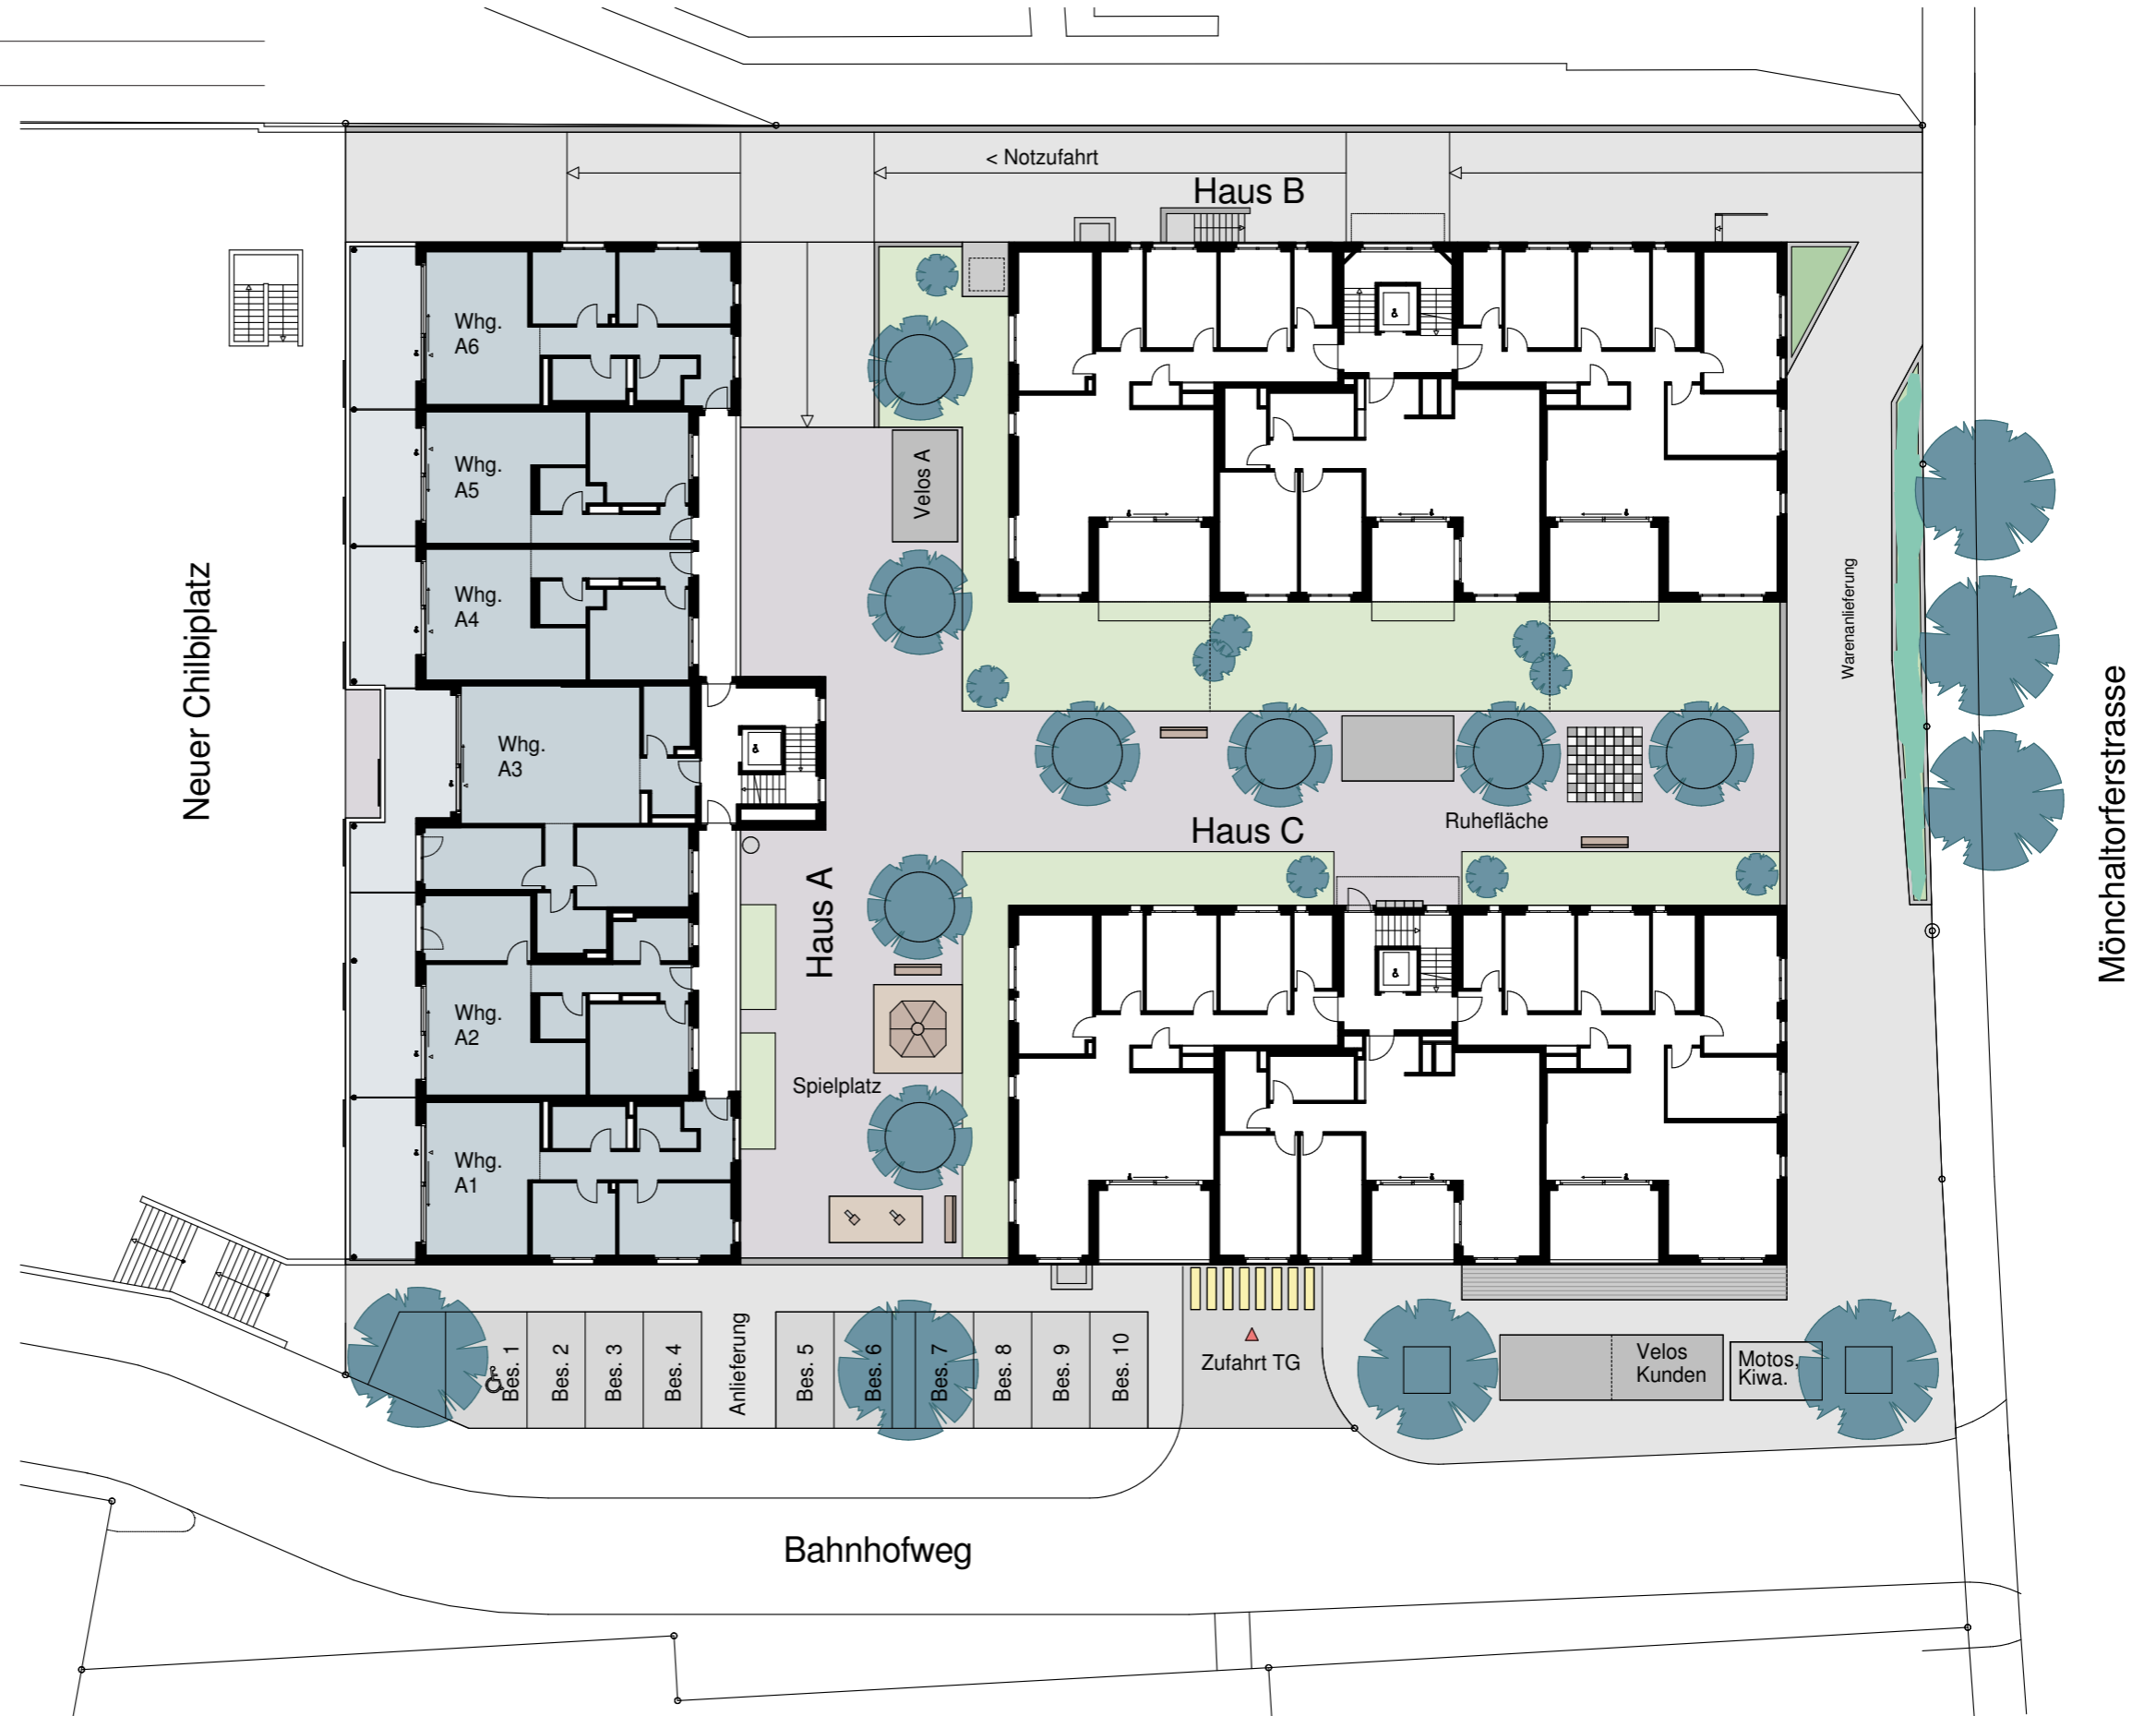 < Notzufahrt
Haus B
Whg.
A6
Whg.
A5
Velos A
Whg.
A4
Warenanlieferung
Neuer Chilbiplatz
Mönchaltorferstrasse
Whg.
A3
Ruhefläche
Haus C
Haus A
Whg.
A2
Spielplatz
Whg.
A1
Bes. 1
Bes. 2
Bes. 3
Bes. 4
Anlieferung
Bes. 5
Bes. 6
Bes. 7
Bes. 8
Bes. 9
Bes. 10
Zufahrt TG
Velos
Kunden
Motos,
Kiwa.
Bahnhofweg